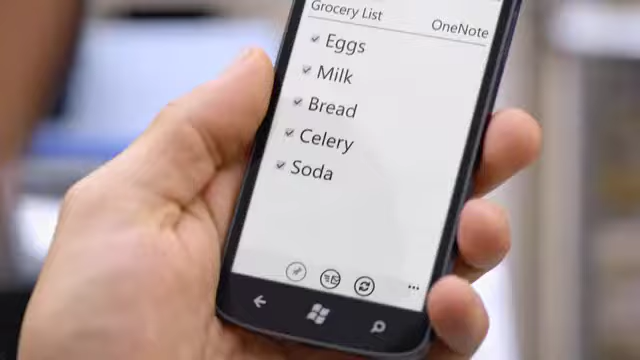 Grocery List OneNote
Eggs
Milk
Bread
Celery
Soda